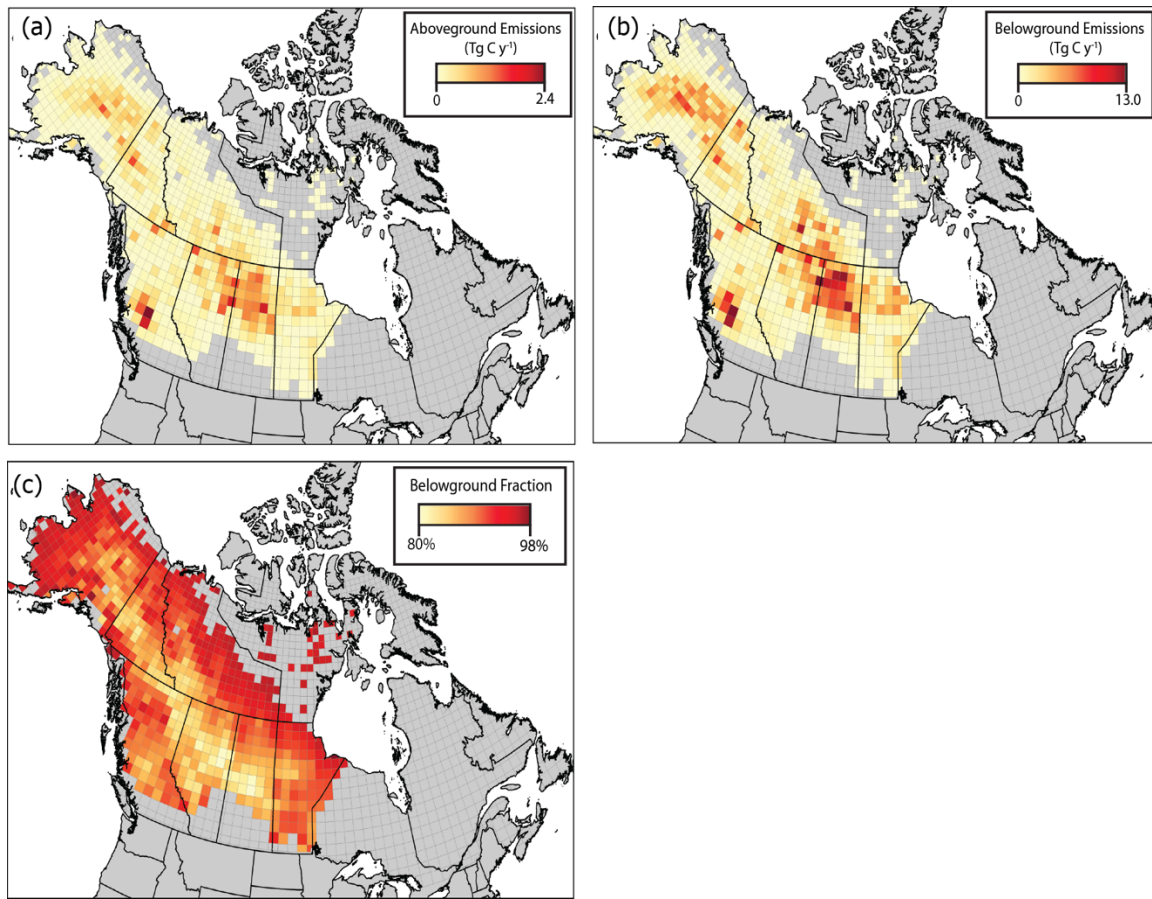 (a)
Aboveground Emissions
(Tg C y⁻¹)
0
2.4
(b)
Belowground Emissions
(Tg C y⁻¹)
0
13.0
(c)
Belowground Fraction
80%
98%